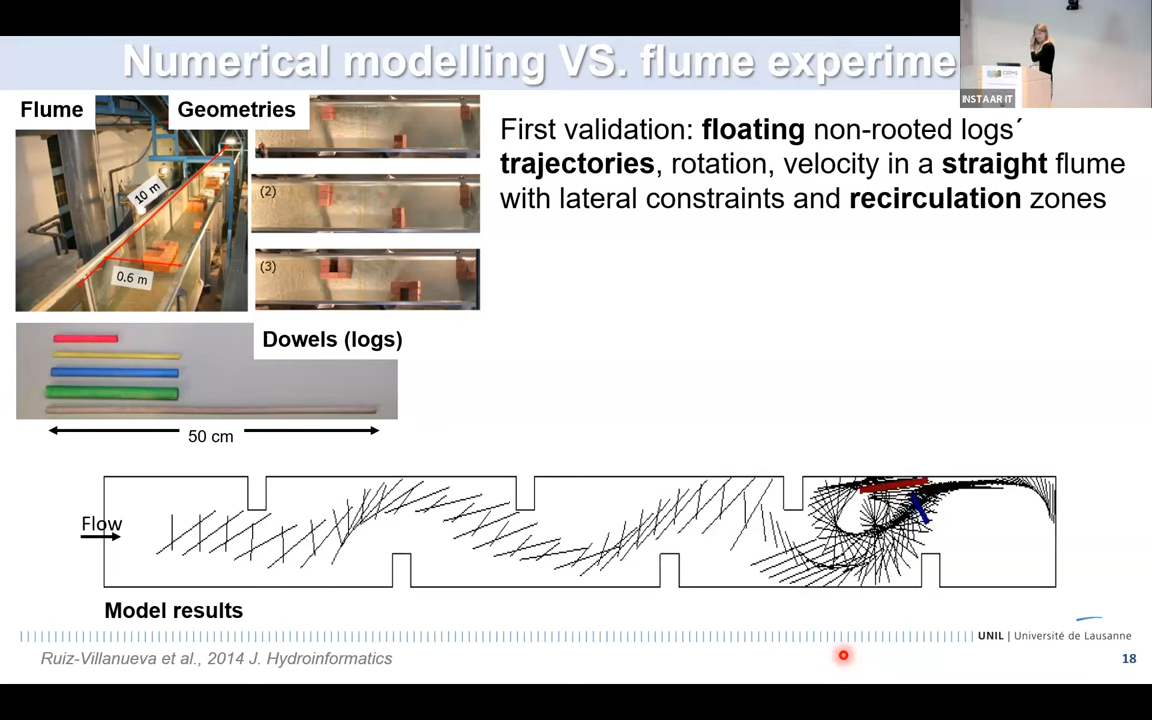 Numerical modelling VS. flume experime
INSTAAR IT
Flume
Geometries
10 m
0.6 m
(2)
(3)
First validation: floating non-rooted logs´
trajectories, rotation, velocity in a straight flume
with lateral constraints and recirculation zones
Dowels (logs)
50 cm
Flow
Model results
UNIL | Université de Lausanne
Ruiz-Villanueva et al., 2014 J. Hydroinformatics
18